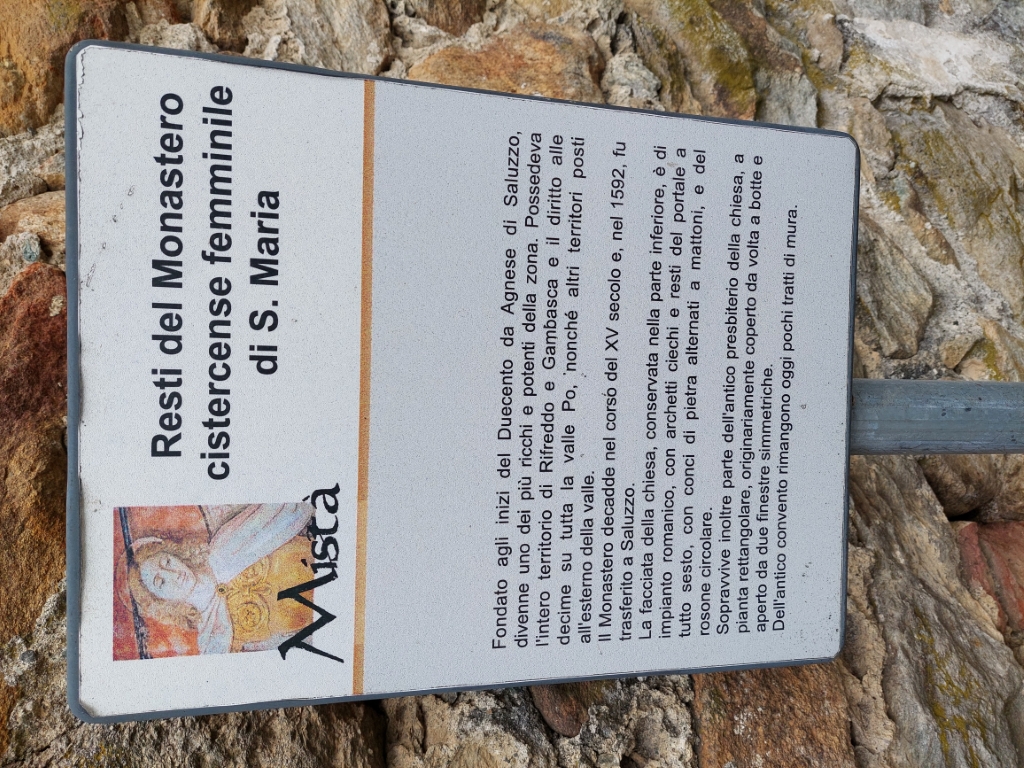 Mistà
Resti del Monastero
cistercense femminile
di S. Maria
Fondato agli inizi del Duecento da Agnese di Saluzzo,
divenne uno dei più ricchi e potenti della zona. Possedeva
l'intero territorio di Rifreddo e Gambasca e il diritto alle
decime su tutta la valle Po, nonché altri territori posti
all'esterno della valle.
Il Monastero decadde nel corso del XV secolo e, nel 1592, fu
trasferito a Saluzzo.
La facciata della chiesa, conservata nella parte inferiore, è di
impianto romanico, con archetti ciechi e resti del portale a
tutto sesto, con conci di pietra alternati a mattoni, e del
rosone circolare.
Sopravvive inoltre parte dell'antico presbiterio della chiesa, a
pianta rettangolare, originariamente coperto da volta a botte e
aperto da due finestre simmetriche.
Dell'antico convento rimangono oggi pochi tratti di mura.